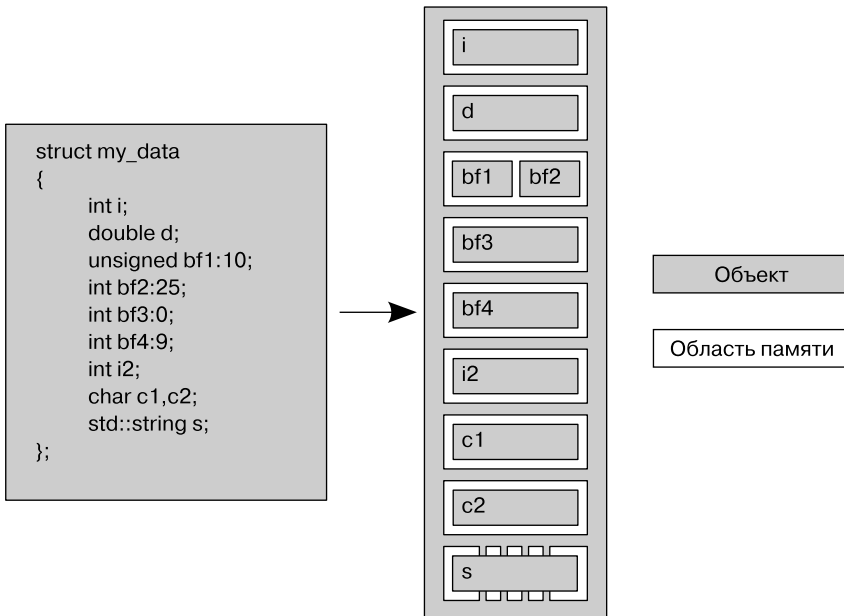 struct my_data
{
int i;
double d;
unsigned bf1:10;
int bf2:25;
int bf3:0;
int bf4:9;
int i2;
char c1,c2;
std::string s;
};
i
d
bf1 bf2
bf3
bf4
i2
c1
c2
s
Объект
Область памяти